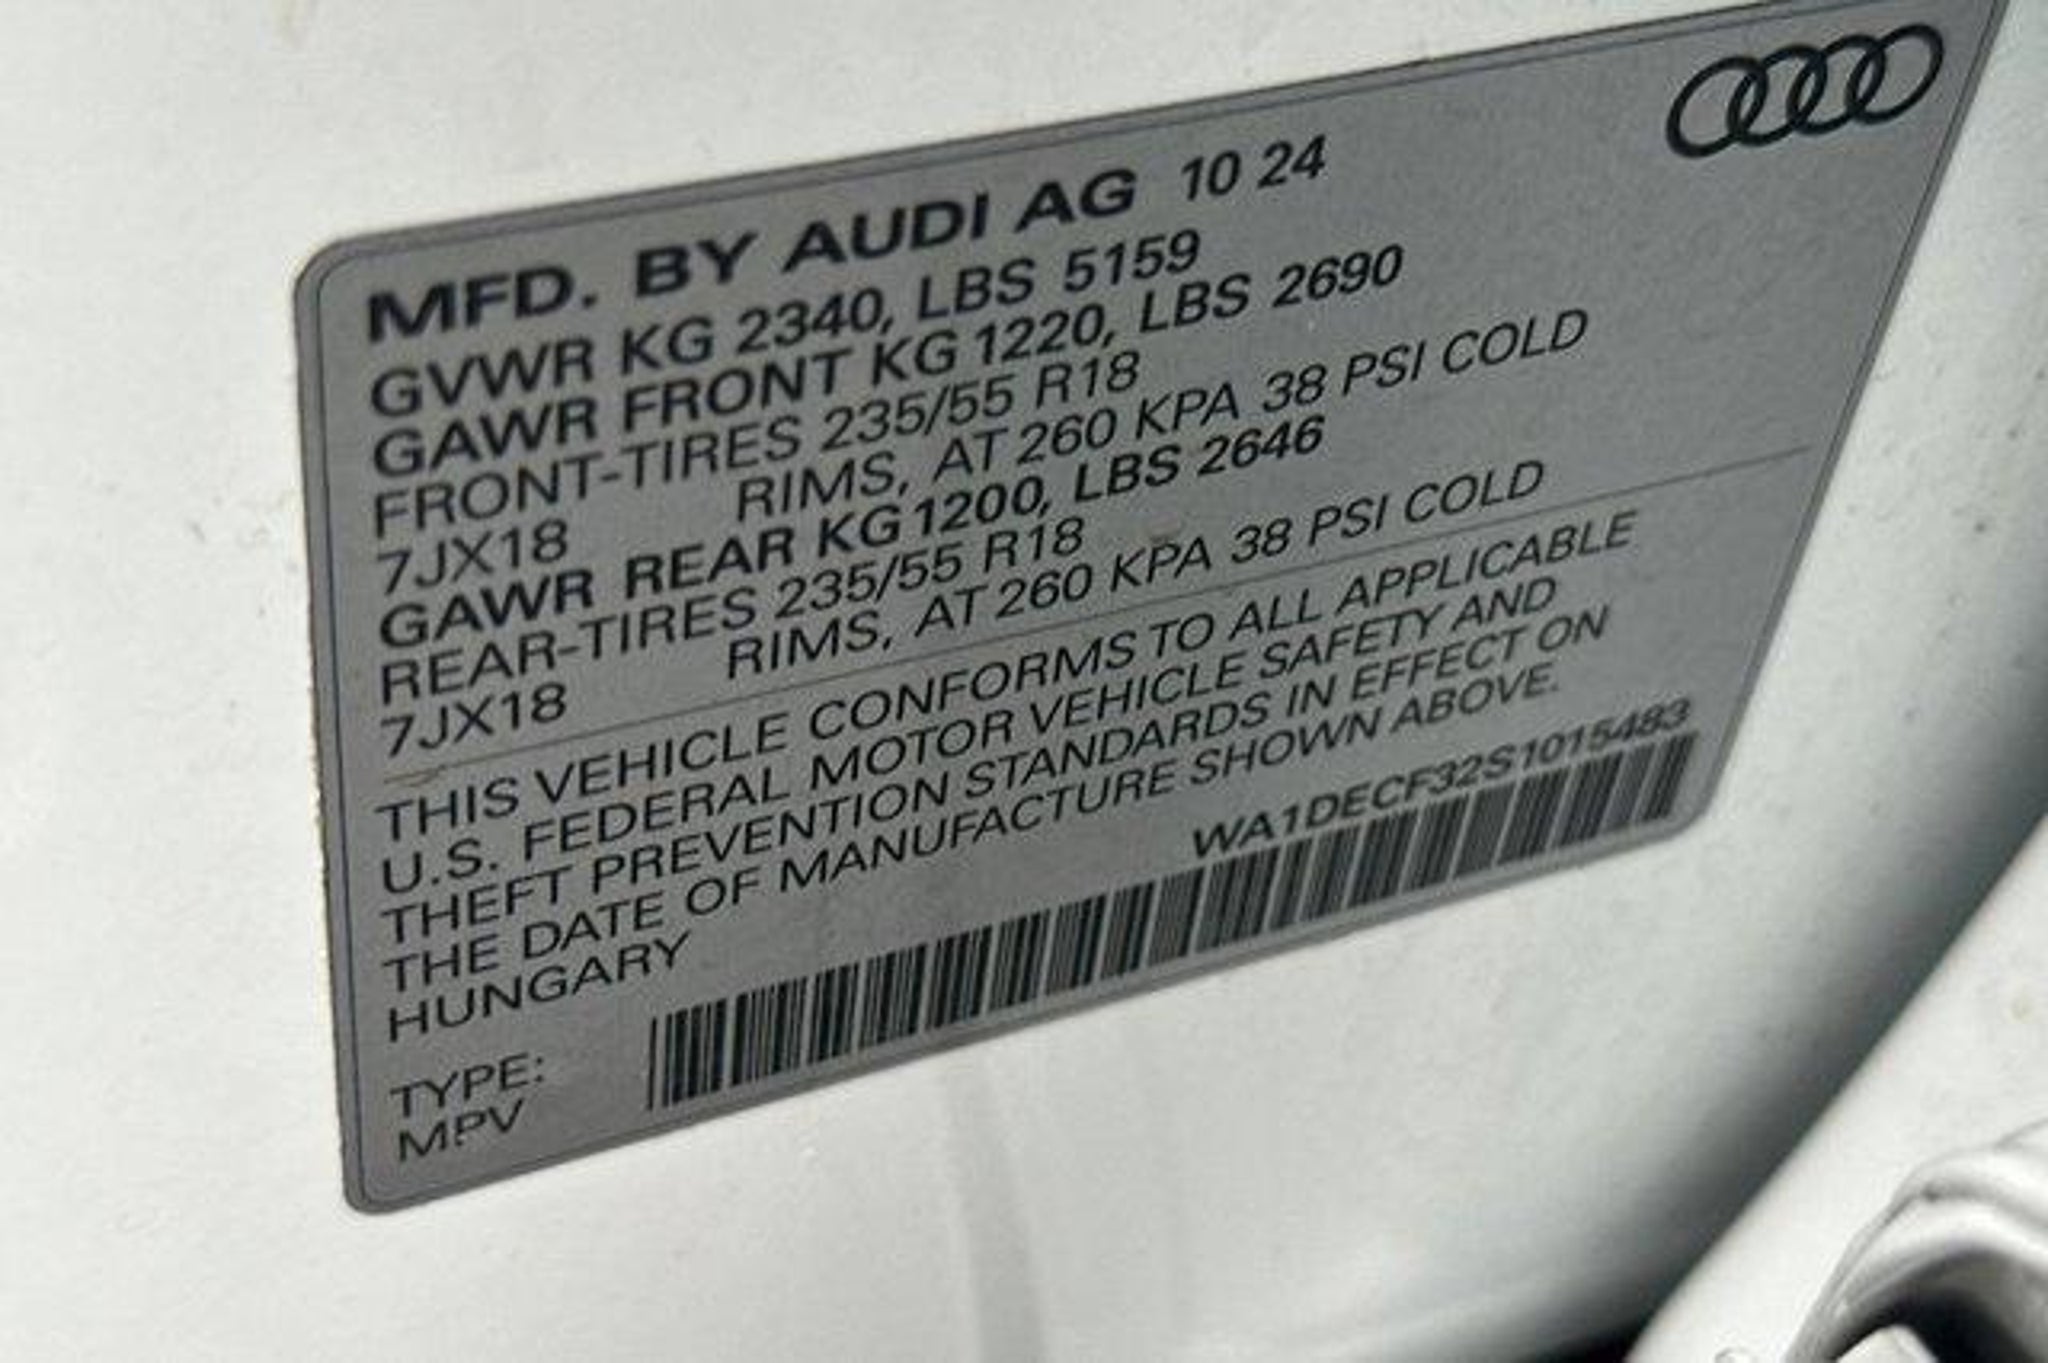 MFD. BY AUDI AG 10 24
GVWR KG 2340, LBS 5159
GAWR FRONT KG 1220, LBS 2690
FRONT-TIRES 235/55 R18
7JX18 RIMS, AT 260 KPA 38 PSI COLD
GAWR REAR KG 1200, LBS 2646
REAR-TIRES 235/55 R18
7JX18 RIMS, AT 260 KPA 38 PSI COLD
THIS VEHICLE CONFORMS TO ALL APPLICABLE
U.S. FEDERAL MOTOR VEHICLE SAFETY AND
THEFT PREVENTION STANDARDS IN EFFECT ON
THE DATE OF MANUFACTURE SHOWN ABOVE.
HUNGARY
WA1DECF32S1015483
TYPE:
MPV